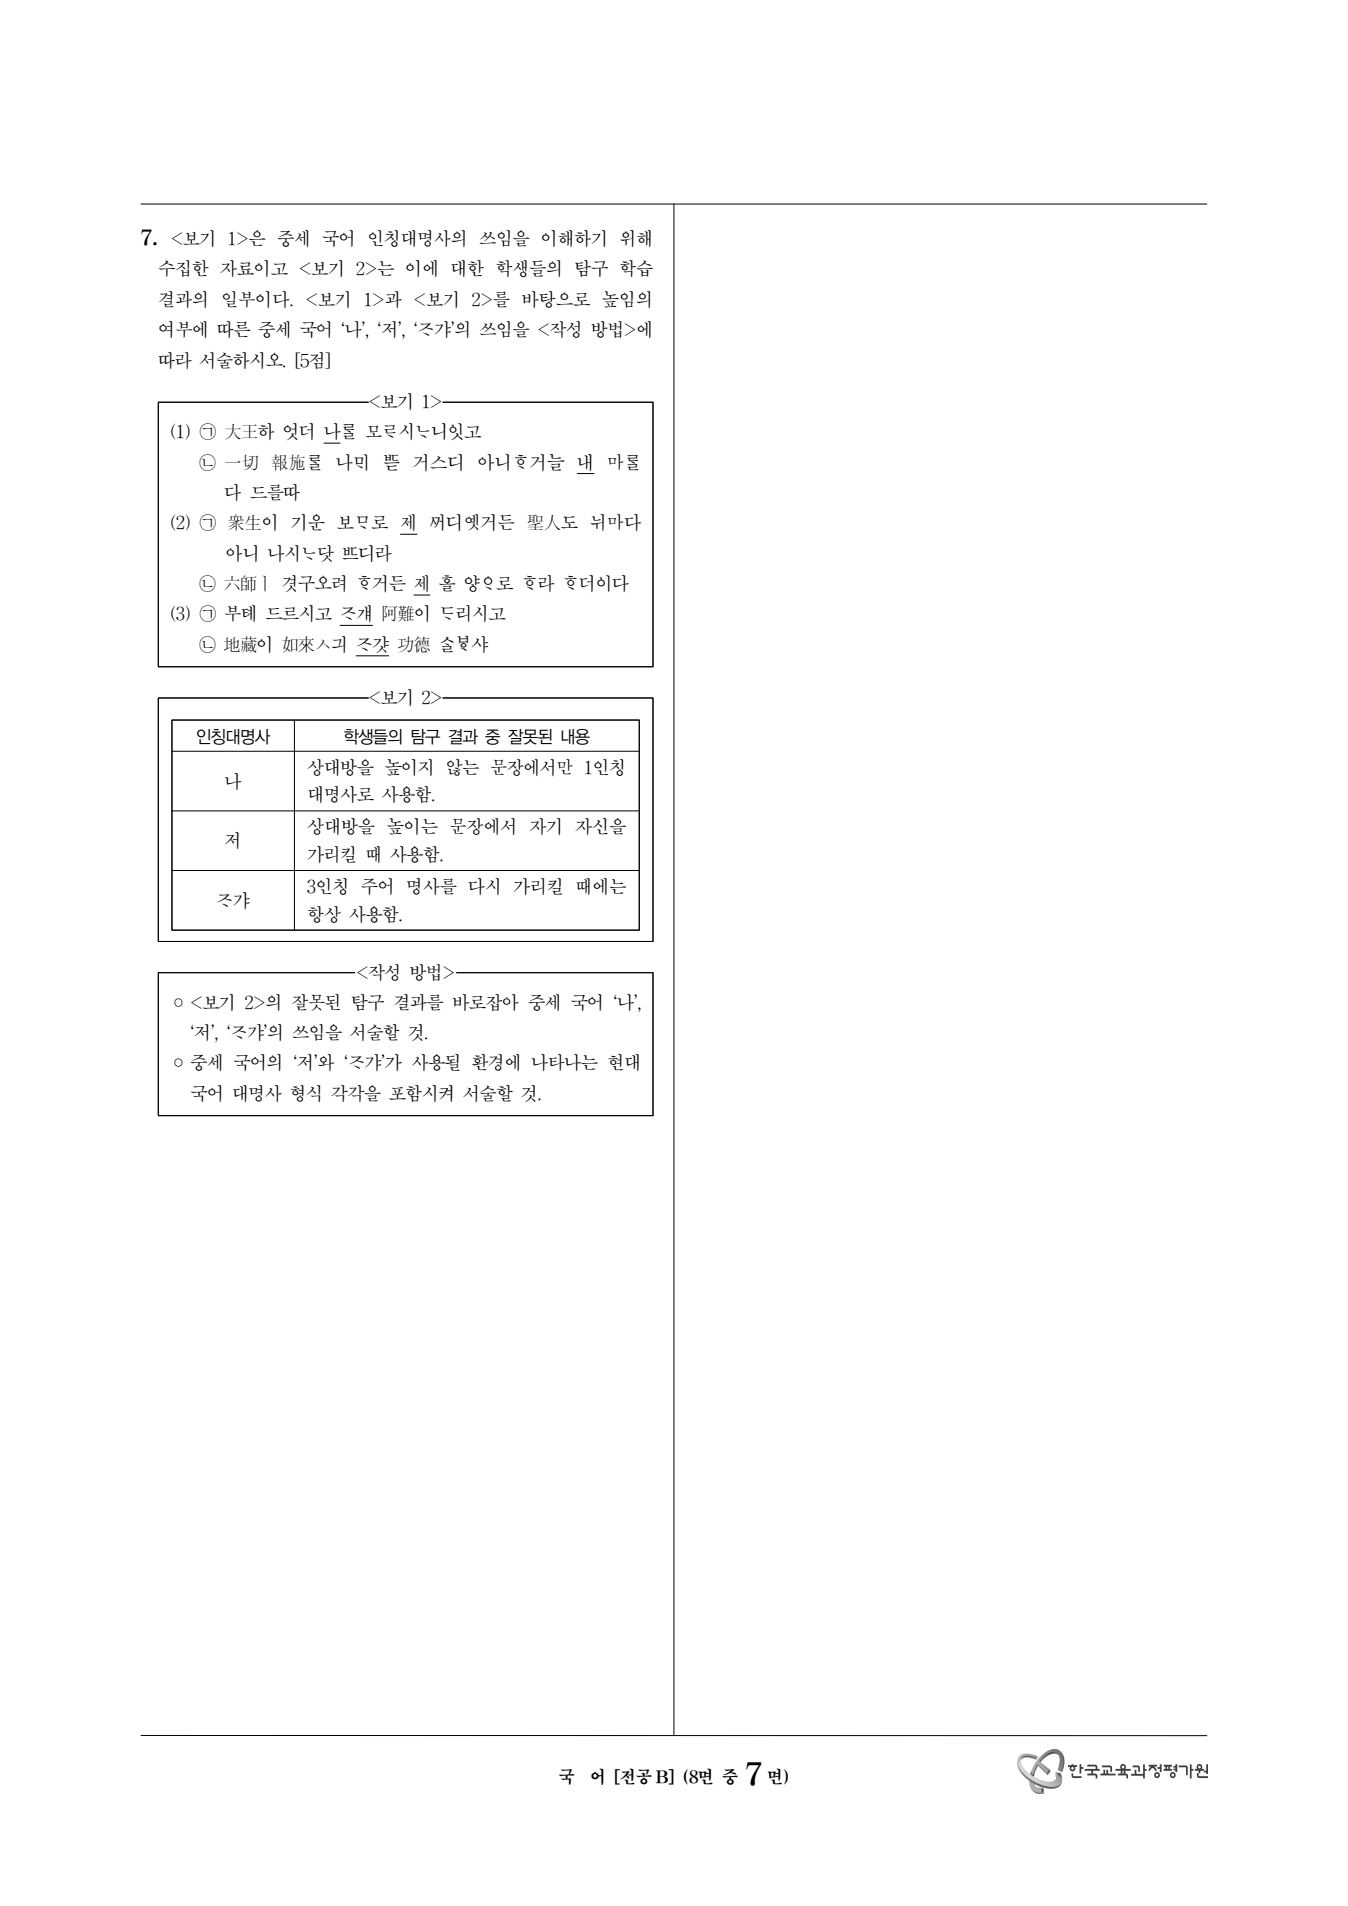 7. <보기 1>은 중세 국어 인칭대명사의 쓰임을 이해하기 위해
수집한 자료이고 <보기 2>는 이에 대한 학생들의 탐구 학습
결과의 일부이다. <보기 1>과 <보기 2>를 바탕으로 높임의
여부에 따른 중세 국어 ‘나’, ‘저’, ‘ᄌᆞ갸’의 쓰임을 <작성 방법>에
따라 서술하시오. [5점]
<보기 1>
(1) ㉠ 大王하 엇더 나ᄅᆞᆯ 모ᄅᆞ시ᄂᆞ니잇고
㉡ 一切 報施ᄅᆞᆯ 나ᄆᆡ ᄠᅳᆮ 거스디 아니ᄒᆞ거늘 내 마ᄅᆞᆯ
다 드를따
(2) ㉠ 衆生이 기운 보ᄆᆞ로 제 ᄢᅥ디옛거든 聖人도 뉘마다
아니 나시ᄂᆞ닷 ᄠᅳ디라
㉡ 六師ㅣ 겻구오려 ᄒᆞ거든 제 홀 양ᄋᆞ로 ᄒᆞ라 ᄒᆞ더이다
(3) ㉠ 부톄 드르시고 ᄌᆞ걔 阿難이 ᄃᆞ리시고
㉡ 地藏이 如來ㅅ긔 ᄌᆞ걋 功德 ᄉᆞᆯᄫᆞ샤
<보기 2>
인칭대명사 학생들의 탐구 결과 중 잘못된 내용
나 상대방을 높이지 않는 문장에서만 1인칭
대명사로 사용함.
저 상대방을 높이는 문장에서 자기 자신을
가리킬 때 사용함.
ᄌᆞ갸 3인칭 주어 명사를 다시 가리킬 때에는
항상 사용함.
<작성 방법>
○ <보기 2>의 잘못된 탐구 결과를 바로잡아 중세 국어 ‘나’,
‘저’, ‘ᄌᆞ갸’의 쓰임을 서술할 것.
○ 중세 국어의 ‘저’와 ‘ᄌᆞ갸’가 사용될 환경에 나타나는 현대
국어 대명사 형식 각각을 포함시켜 서술할 것.
국 어 [전공 B] (8면 중 7 면)
한국교육과정평가원